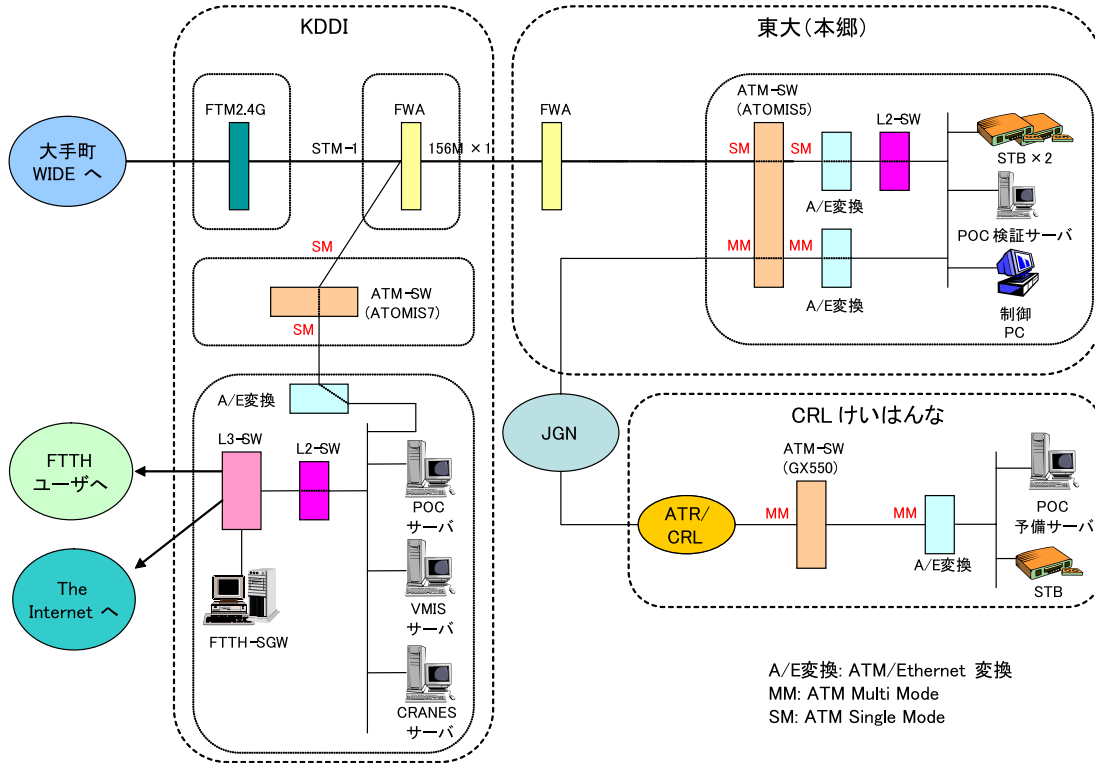 KDDI
東大(本郷)
FTM2.4G
FWA
FWA
ATM-SW
(ATOMIS5)
L2-SW
大手町
WIDE へ
STM-1
156M × 1
SM
SM
STB × 2
A/E変換
POC 検証サーバ
SM
MM
MM
ATM-SW
(ATOMIS7)
A/E変換
制御
PC
SM
A/E変換
JGN
CRL けいはんな
L3-SW
L2-SW
ATM-SW
(GX550)
FTTH
ユーザへ
POC
サーバ
ATR/
CRL
MM
MM
POC
予備サーバ
A/E変換
The
Internet へ
STB
VMIS
サーバ
FTTH-SGW
CRANES
サーバ
A/E変換: ATM/Ethernet 変換
MM: ATM Multi Mode
SM: ATM Single Mode